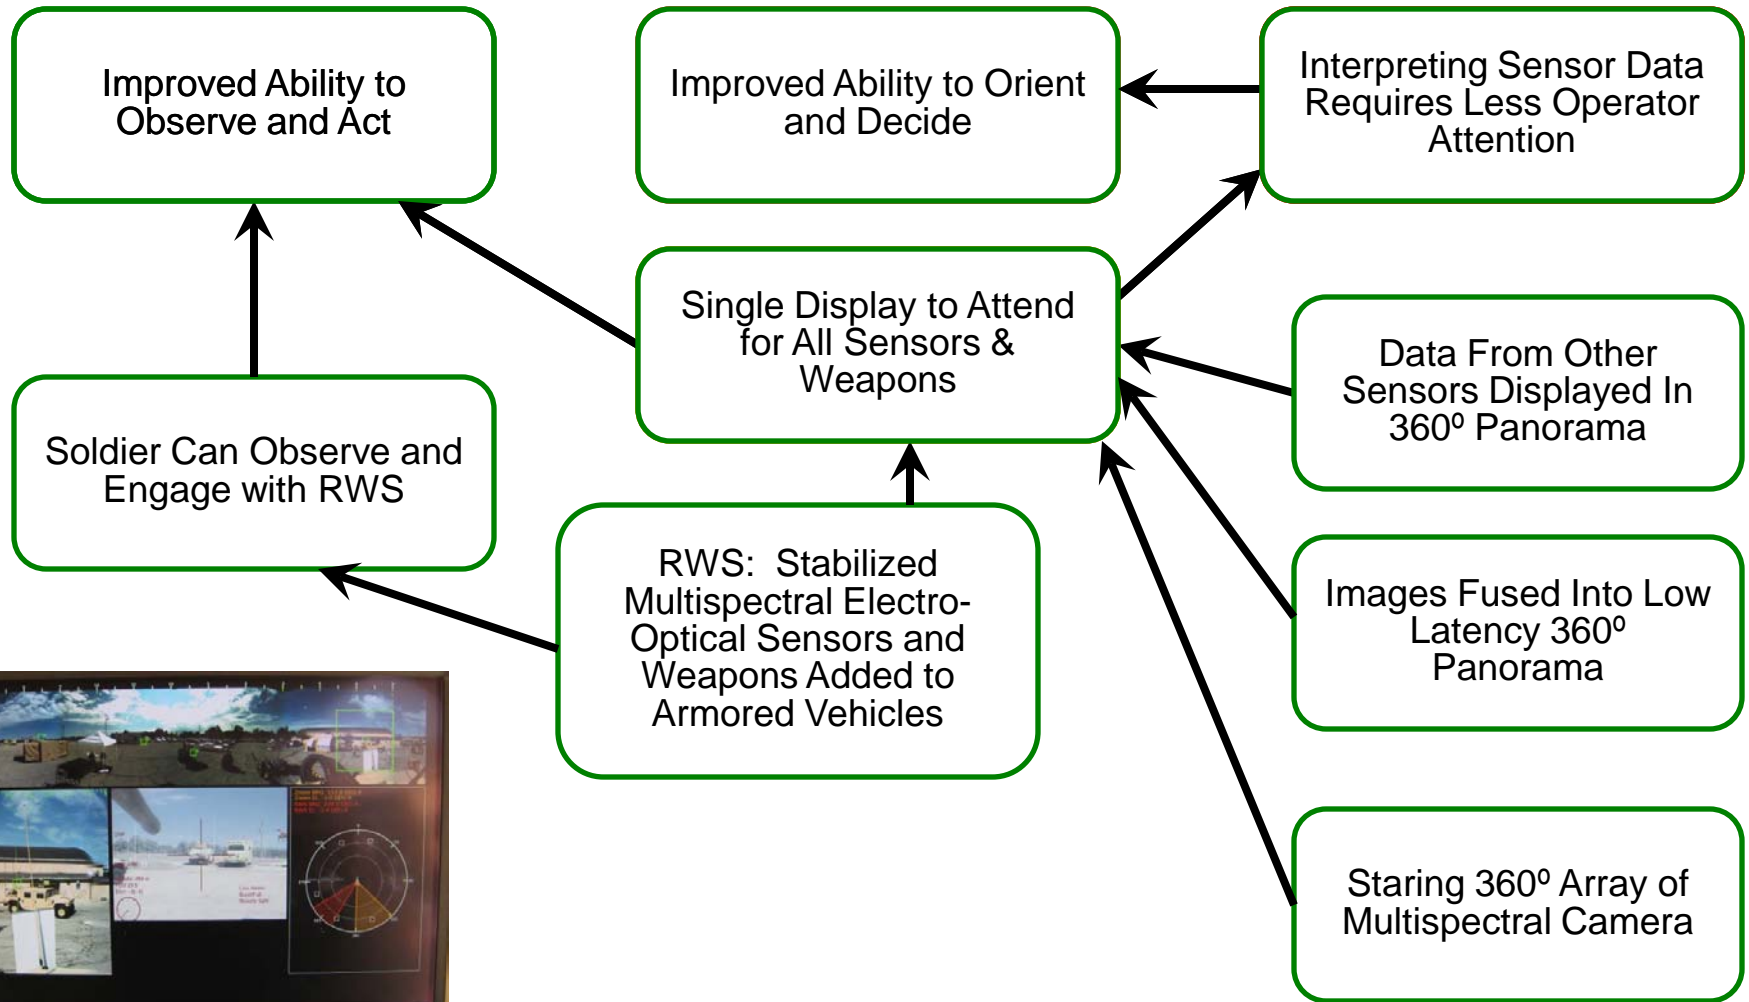 Improved Ability to
Observe and Act
Improved Ability to Orient
and Decide
Interpreting Sensor Data
Requires Less Operator
Attention
Single Display to Attend
for All Sensors &
Weapons
Data From Other
Sensors Displayed In
360º Panorama
Soldier Can Observe and
Engage with RWS
RWS:  Stabilized
Multispectral Electro-
Optical Sensors and
Weapons Added to
Armored Vehicles
Images Fused Into Low
Latency 360º
Panorama
Staring 360º Array of
Multispectral Camera